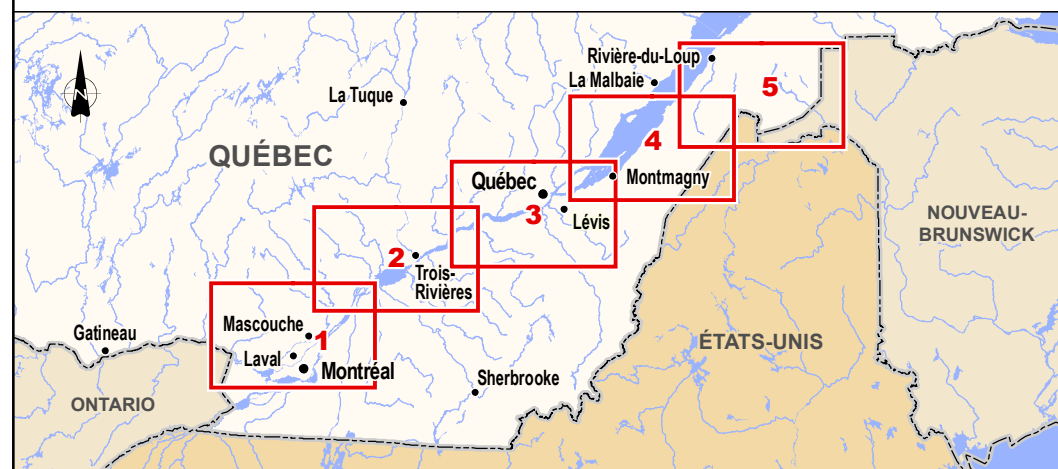 Rivière-du-Loup
La Malbaie
5
N
La Tuque
4
QUÉBEC
Québec
Montmagny
3
Lévis
NOUVEAU-
BRUNSWICK
2
Trois-
Rivières
Mascouche
1
Gatineau
Laval
Montréal
ÉTATS-UNIS
Sherbrooke
ONTARIO